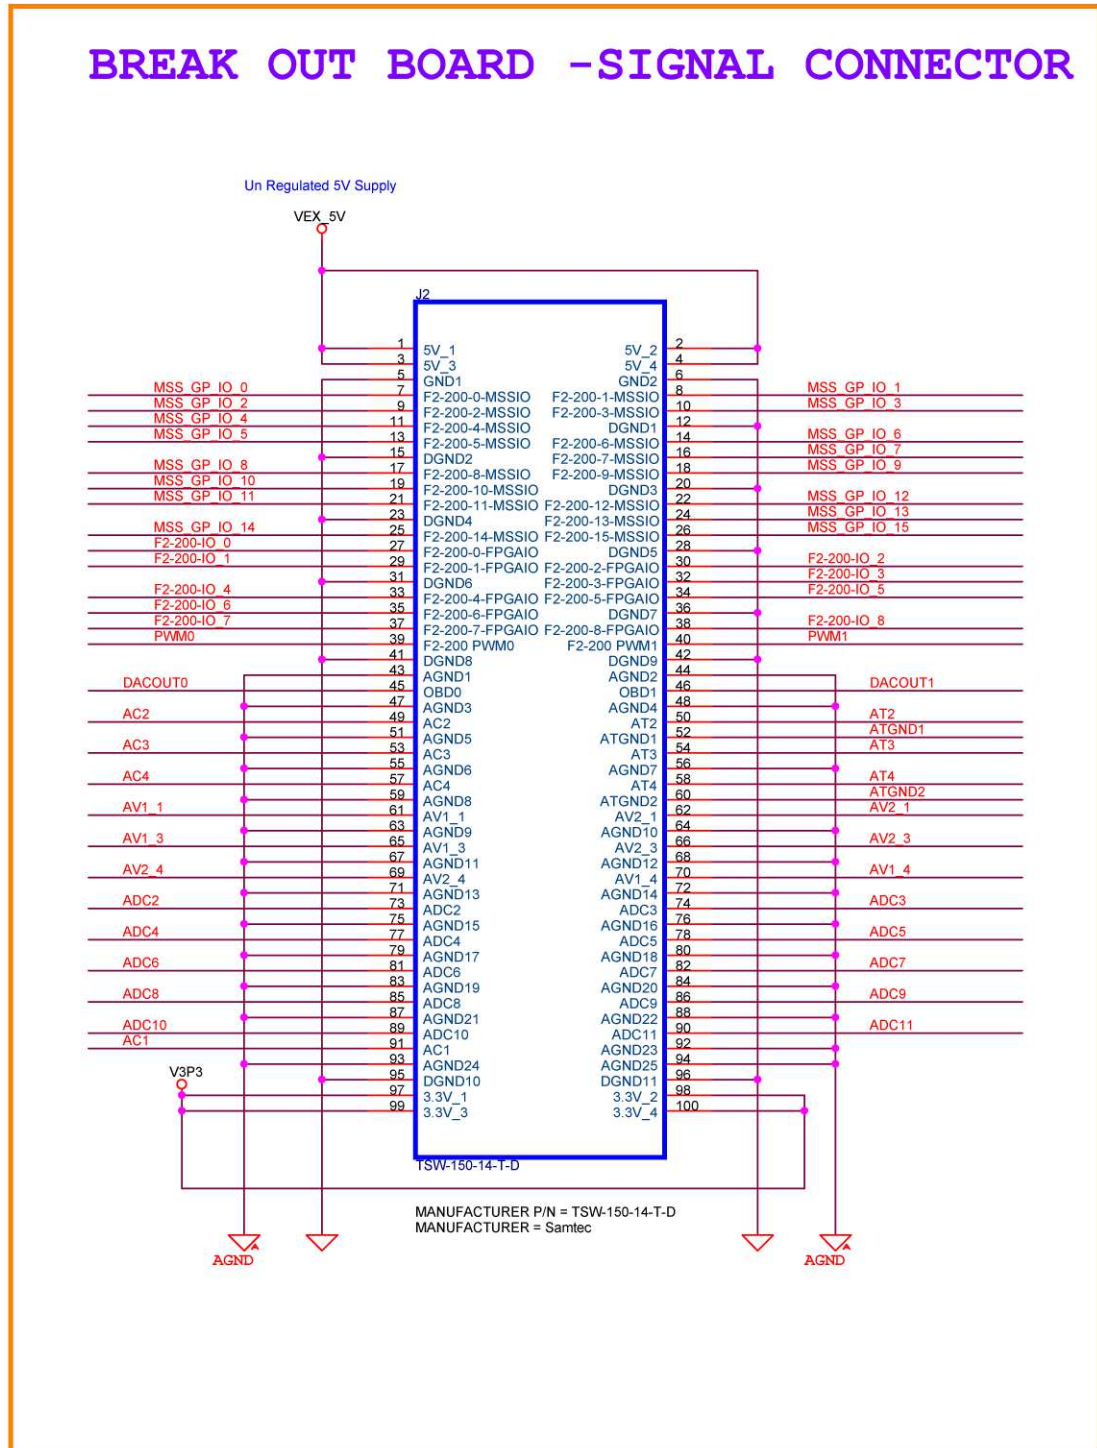 BREAK OUT BOARD -SIGNAL CONNECTOR
Un Regulated 5V Supply
VEX_5V
J2
1 5V_1 5V_2 2
3 5V_3 5V_4 4
5 GND1 GND2 6
MSS_GP_IO_0 7 F2-200-0-MSSIO F2-200-1-MSSIO 8 MSS_GP_IO_1
MSS_GP_IO_2 9 F2-200-2-MSSIO F2-200-3-MSSIO 10 MSS_GP_IO_3
MSS_GP_IO_4 11 F2-200-4-MSSIO DGND1 12
MSS_GP_IO_5 13 F2-200-5-MSSIO F2-200-6-MSSIO 14 MSS_GP_IO_6
15 DGND2 F2-200-7-MSSIO 16 MSS_GP_IO_7
MSS_GP_IO_8 17 F2-200-8-MSSIO F2-200-9-MSSIO 18 MSS_GP_IO_9
MSS_GP_IO_10 19 F2-200-10-MSSIO DGND3 20
MSS_GP_IO_11 21 F2-200-11-MSSIO F2-200-12-MSSIO 22 MSS_GP_IO_12
23 DGND4 F2-200-13-MSSIO 24 MSS_GP_IO_13
MSS_GP_IO_14 25 F2-200-14-MSSIO F2-200-15-MSSIO 26 MSS_GP_IO_15
F2-200-IO_0 27 F2-200-0-FPGAIO DGND5 28
F2-200-IO_1 29 F2-200-1-FPGAIO F2-200-2-FPGAIO 30 F2-200-IO_2
31 DGND6 F2-200-3-FPGAIO 32 F2-200-IO_3
F2-200-IO_4 33 F2-200-4-FPGAIO F2-200-5-FPGAIO 34 F2-200-IO_5
F2-200-IO_6 35 F2-200-6-FPGAIO DGND7 36
F2-200-IO_7 37 F2-200-7-FPGAIO F2-200-8-FPGAIO 38 F2-200-IO_8
PWM0 39 F2-200 PWM0 F2-200 PWM1 40 PWM1
41 DGND8 DGND9 42
43 AGND1 AGND2 44
DACOUT0 45 OBD0 OBD1 46 DACOUT1
47 AGND3 AGND4 48
AC2 49 AC2 AT2 50 AT2
51 AGND5 ATGND1 52 ATGND1
AC3 53 AC3 AT3 54 AT3
55 AGND6 AGND7 56
AC4 57 AC4 AT4 58 AT4
59 AGND8 ATGND2 60 ATGND2
AV1_1 61 AV1_1 AV2_1 62 AV2_1
63 AGND9 AGND10 64
AV1_3 65 AV1_3 AV2_3 66 AV2_3
67 AGND11 AGND12 68
AV2_4 69 AV2_4 AV1_4 70 AV1_4
71 AGND13 AGND14 72
ADC2 73 ADC2 ADC3 74 ADC3
75 AGND15 AGND16 76
ADC4 77 ADC4 ADC5 78 ADC5
79 AGND17 AGND18 80
ADC6 81 ADC6 ADC7 82 ADC7
83 AGND19 AGND20 84
ADC8 85 ADC8 ADC9 86 ADC9
87 AGND21 AGND22 88
ADC10 89 ADC10 ADC11 90 ADC11
AC1 91 AC1 AGND23 92
93 AGND24 AGND25 94
V3P3 95 DGND10 DGND11 96
97 3.3V_1 3.3V_2 98
99 3.3V_3 3.3V_4 100
TSW-150-14-T-D
MANUFACTURER P/N = TSW-150-14-T-D
MANUFACTURER = Samtec
A A
AGND AGND